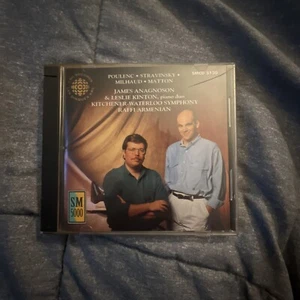 POULENC • STRAVINSKY •
MILHAUD • MATTON
JAMES ANAGNOSON
& LESLIE KINTON, piano duo
KITCHENER-WATERLOO SYMPHONY
RAFFI ARMENIAN
SM
5000